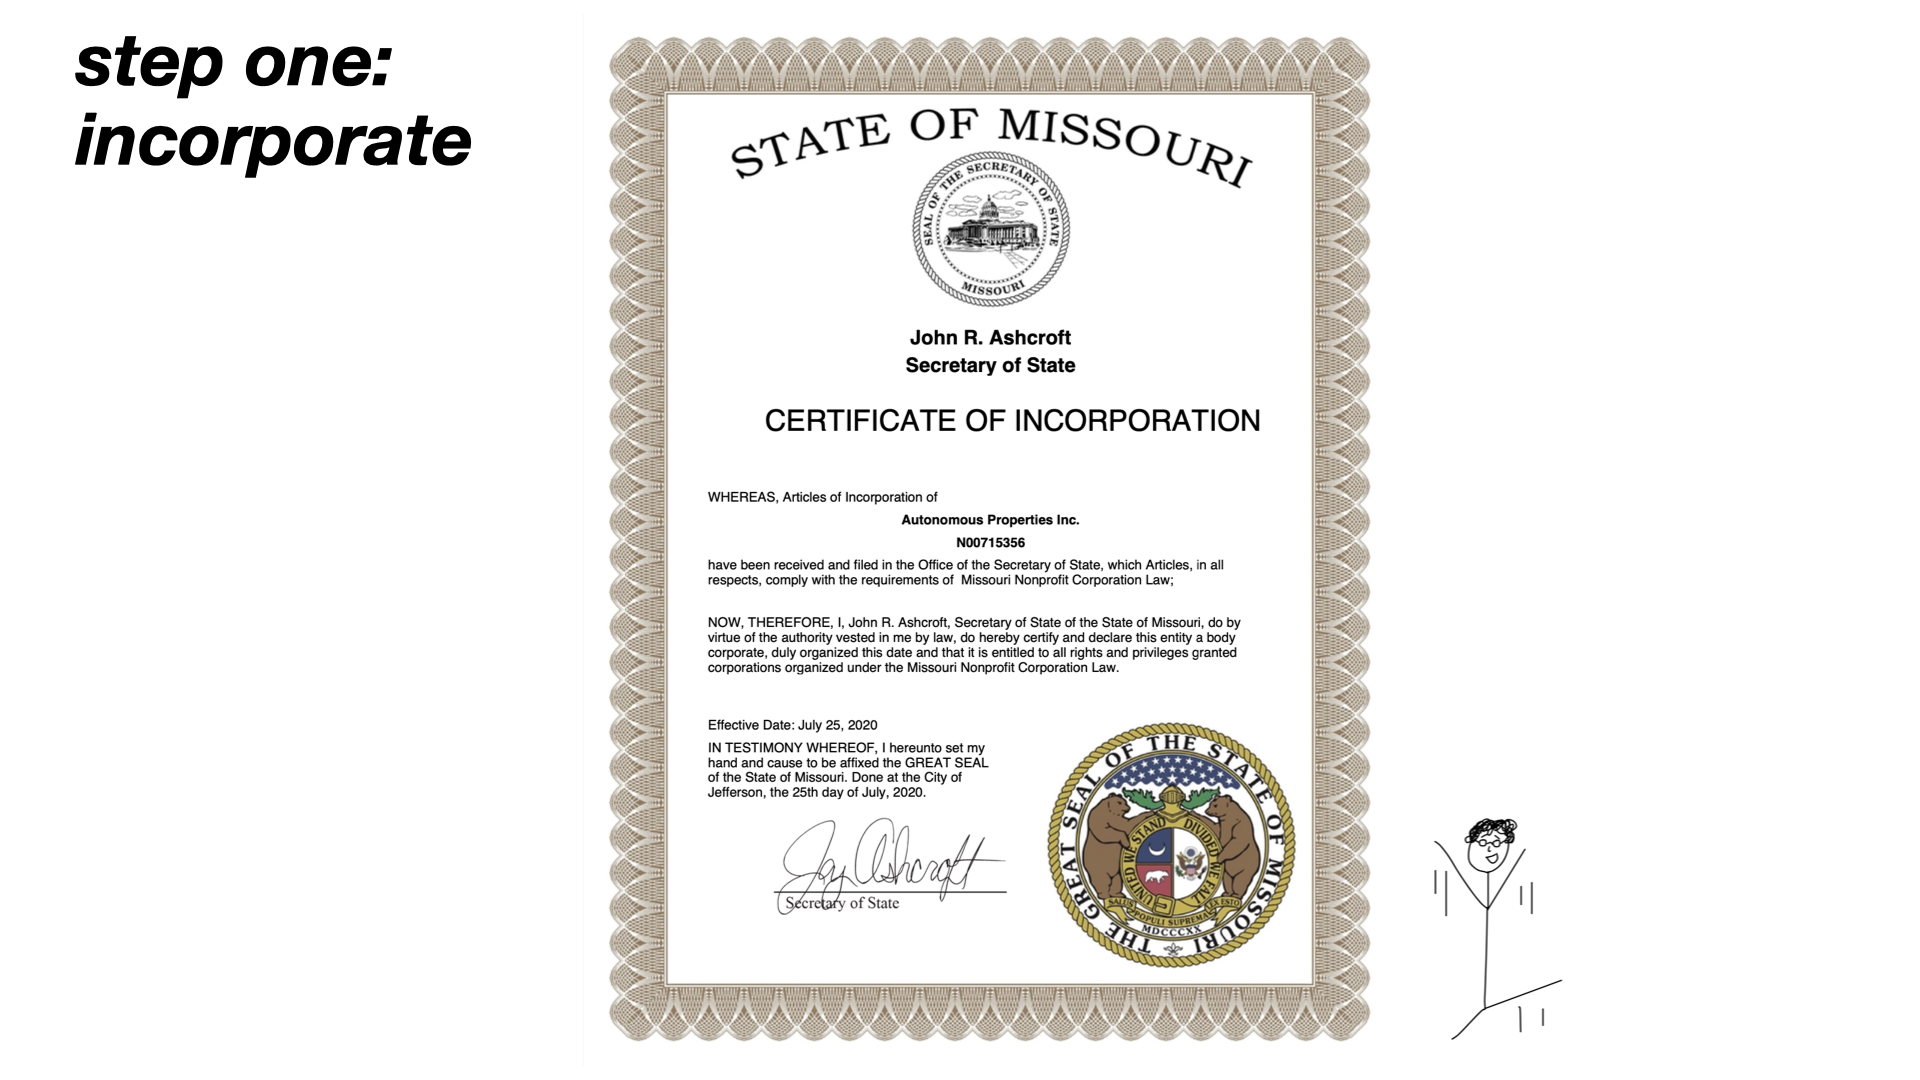 step one:
incorporate
STATE OF MISSOURI
SEAL OF THE SECRETARY OF STATE
MISSOURI
John R. Ashcroft
Secretary of State
CERTIFICATE OF INCORPORATION
WHEREAS, Articles of Incorporation of
Autonomous Properties Inc.
N00715356
have been received and filed in the Office of the Secretary of State, which Articles, in all
respects, comply with the requirements of Missouri Nonprofit Corporation Law;
NOW, THEREFORE, I, John R. Ashcroft, Secretary of State of the State of Missouri, do by
virtue of the authority vested in me by law, do hereby certify and declare this entity a body
corporate, duly organized this date and that it is entitled to all rights and privileges granted
corporations organized under the Missouri Nonprofit Corporation Law.
Effective Date: July 25, 2020
IN TESTIMONY WHEREOF, I hereunto set my
hand and cause to be affixed the GREAT SEAL
of the State of Missouri. Done at the City of
Jefferson, the 25th day of July, 2020.
Jay Ashcroft
Secretary of State
THE GREAT SEAL OF THE STATE OF MISSOURI
UNITED WE STAND DIVIDED WE FALL
SALUS POPULI SUPREMA LEX ESTO
MDCCCXX